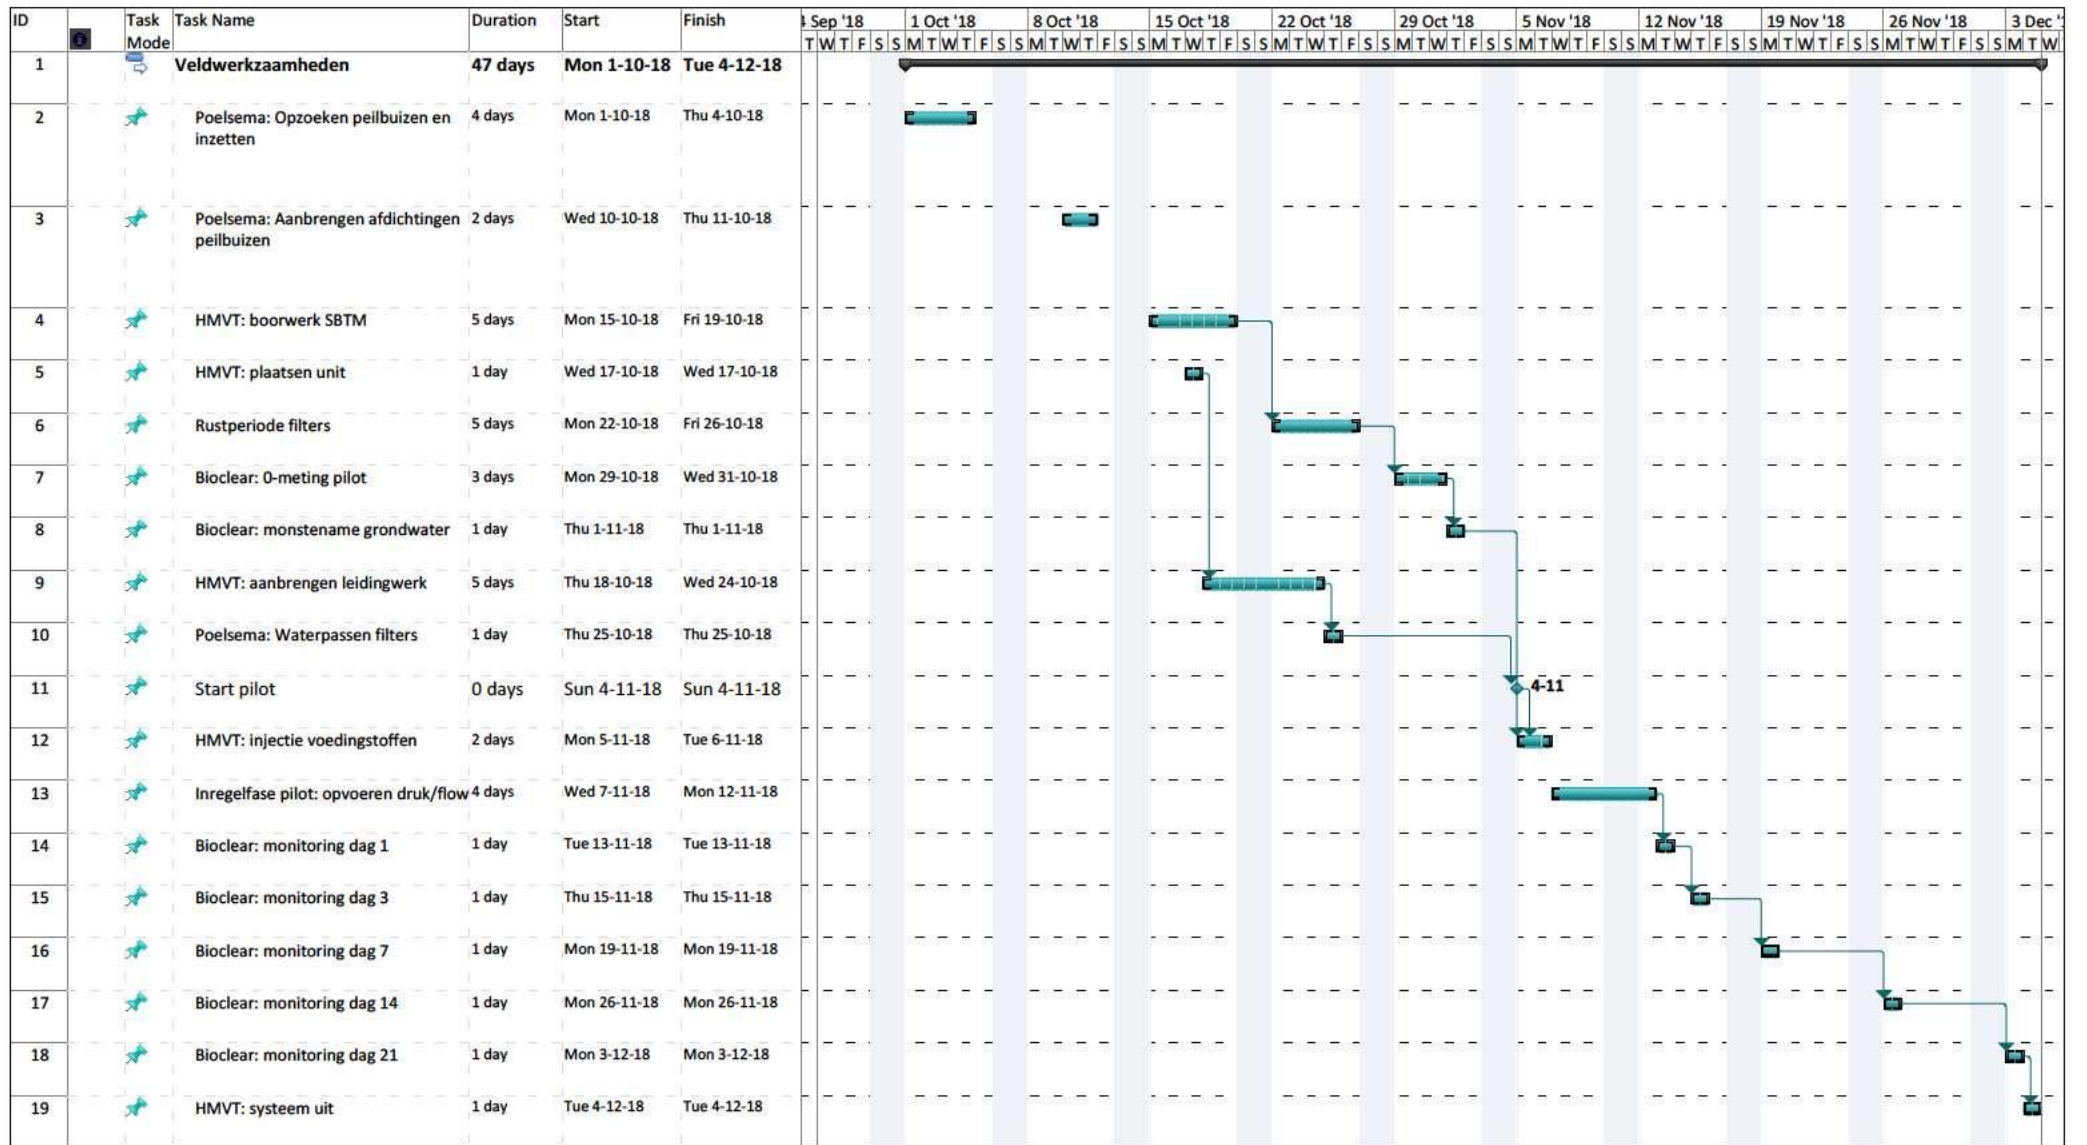 ID Task Task Name Duration Start Finish 4 Sep '18 1 Oct '18 8 Oct '18 15 Oct '18 22 Oct '18 29 Oct '18 5 Nov '18 12 Nov '18 19 Nov '18 26 Nov '18 3 Dec '
Mode T W T F S S M T W T F S S M T W T F S S M T W T F S S M T W T F S S M T W T F S S M T W T F S S M T W T F S S M T W T F S S M T W T F S S M T W
1 Veldwerkzaamheden 47 days Mon 1-10-18 Tue 4-12-18
2 Poelsema: Opzoeken peilbuizen en 4 days Mon 1-10-18 Thu 4-10-18
inzetten
3 Poelsema: Aanbrengen afdichtingen 2 days Wed 10-10-18 Thu 11-10-18
peilbuizen
4 HMVT: boorwerk SBTM 5 days Mon 15-10-18 Fri 19-10-18
5 HMVT: plaatsen unit 1 day Wed 17-10-18 Wed 17-10-18
6 Rustperiode filters 5 days Mon 22-10-18 Fri 26-10-18
7 Bioclear: 0-meting pilot 3 days Mon 29-10-18 Wed 31-10-18
8 Bioclear: monstename grondwater 1 day Thu 1-11-18 Thu 1-11-18
9 HMVT: aanbrengen leidingwerk 5 days Thu 18-10-18 Wed 24-10-18
10 Poelsema: Waterpassen filters 1 day Thu 25-10-18 Thu 25-10-18
11 Start pilot 0 days Sun 4-11-18 Sun 4-11-18 4-11
12 HMVT: injectie voedingstoffen 2 days Mon 5-11-18 Tue 6-11-18
13 Inregelfase pilot: opvoeren druk/flow 4 days Wed 7-11-18 Mon 12-11-18
14 Bioclear: monitoring dag 1 1 day Tue 13-11-18 Tue 13-11-18
15 Bioclear: monitoring dag 3 1 day Thu 15-11-18 Thu 15-11-18
16 Bioclear: monitoring dag 7 1 day Mon 19-11-18 Mon 19-11-18
17 Bioclear: monitoring dag 14 1 day Mon 26-11-18 Mon 26-11-18
18 Bioclear: monitoring dag 21 1 day Mon 3-12-18 Mon 3-12-18
19 HMVT: systeem uit 1 day Tue 4-12-18 Tue 4-12-18